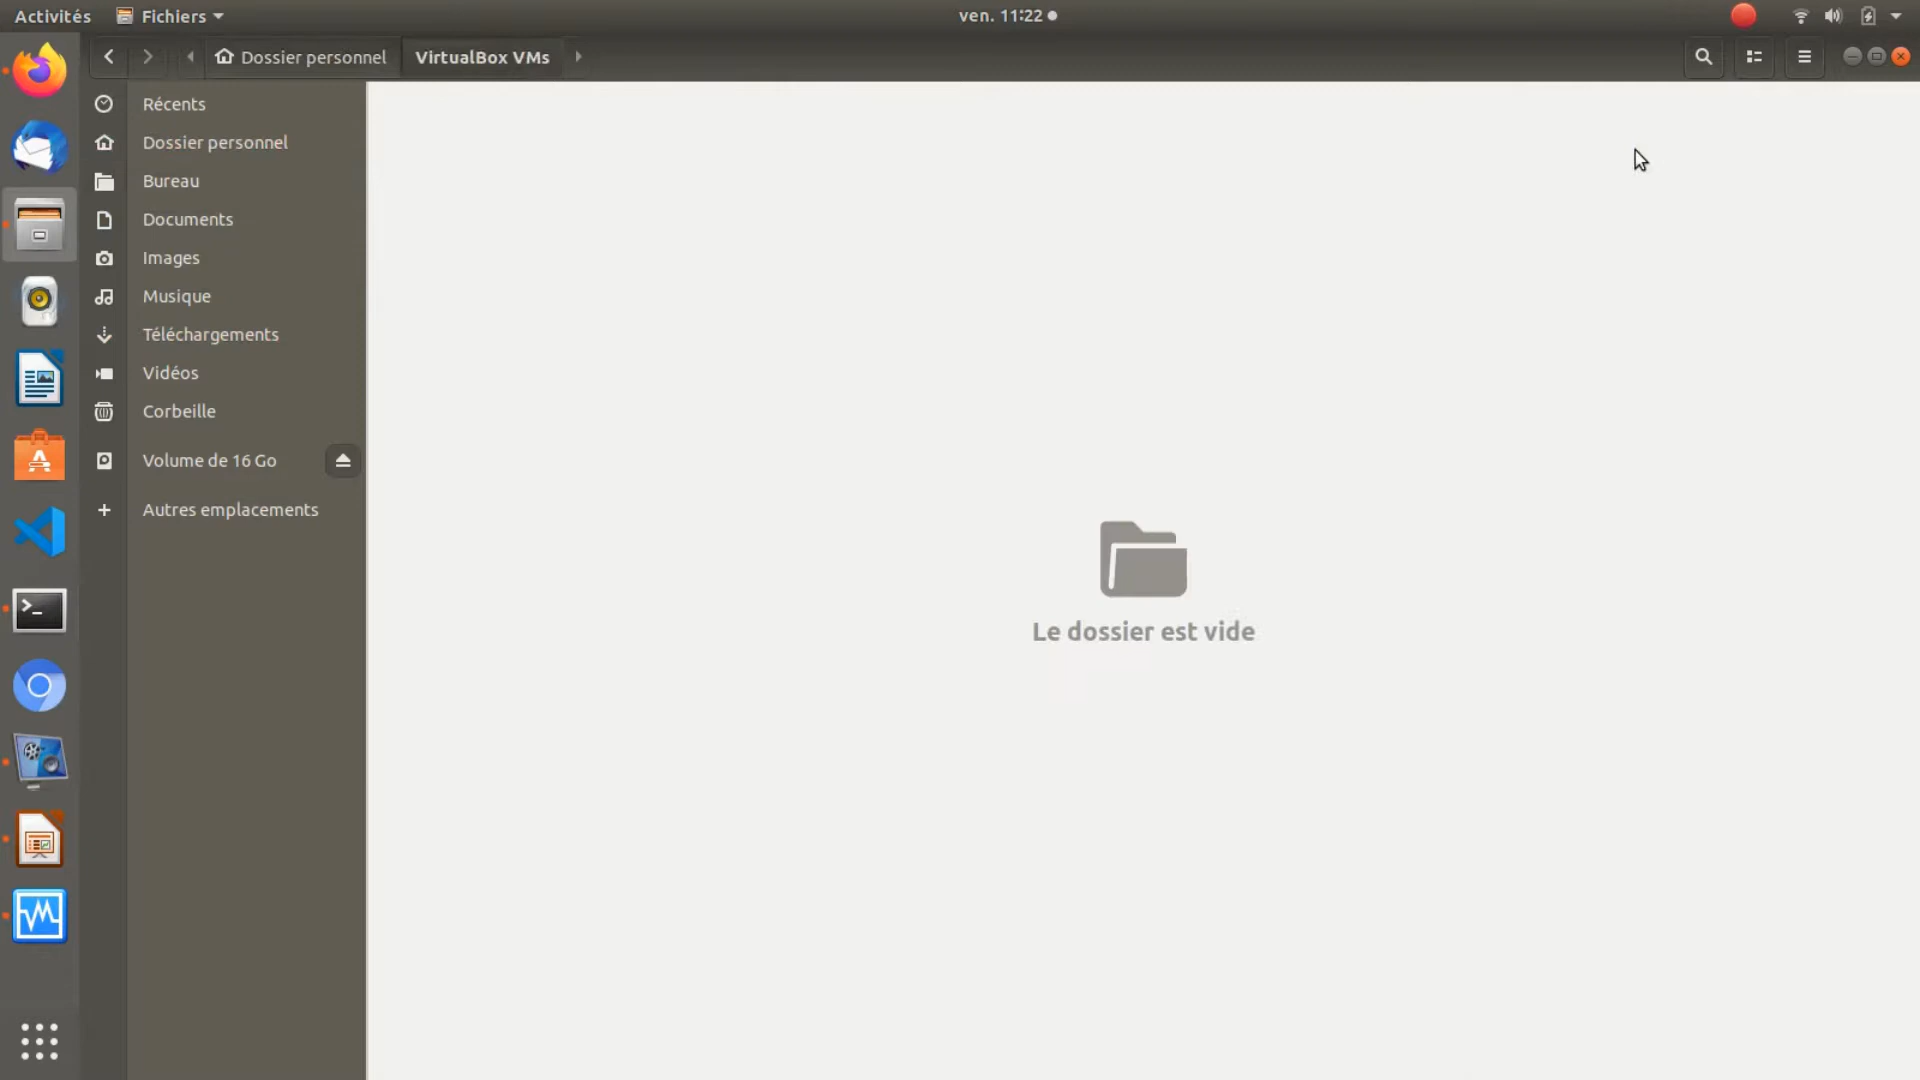 Activités
Fichiers
ven. 11:22
Dossier personnel
VirtualBox VMs
Récents
Dossier personnel
Bureau
Documents
Images
Musique
Téléchargements
Vidéos
Corbeille
Volume de 16 Go
Autres emplacements
Le dossier est vide